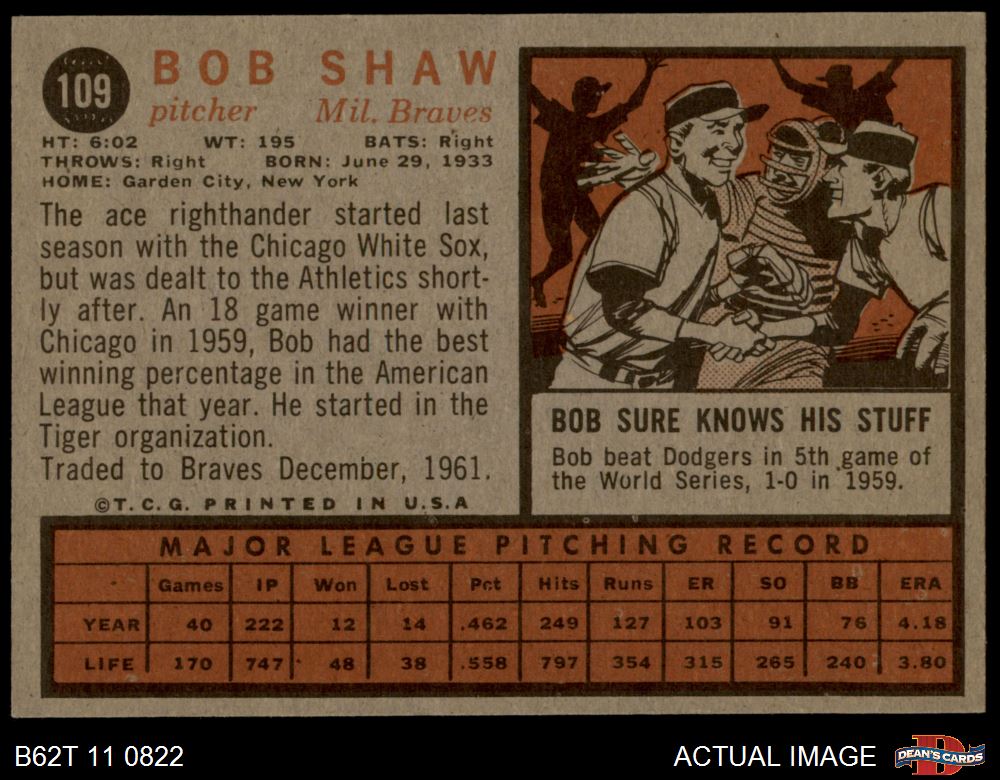 109
BOB SHAW
pitcher Mil. Braves
HT: 6:02 WT: 195 BATS: Right
THROWS: Right BORN: June 29, 1933
HOME: Garden City, New York
The ace righthander started last
season with the Chicago White Sox,
but was dealt to the Athletics short-
ly after. An 18 game winner with
Chicago in 1959, Bob had the best
winning percentage in the American
League that year. He started in the
Tiger organization.
Traded to Braves December, 1961.
©T.C.G. PRINTED IN U.S.A
BOB SURE KNOWS HIS STUFF
Bob beat Dodgers in 5th game of
the World Series, 1-0 in 1959.
MAJOR LEAGUE PITCHING RECORD
Games IP Won Lost Pct Hits Runs ER SO BB ERA
YEAR 40 222 12 14 .462 249 127 103 91 76 4.18
LIFE 170 747 48 38 .558 797 354 315 265 240 3.80
B62T 11 0822
ACTUAL IMAGE
DEAN'S CARDS